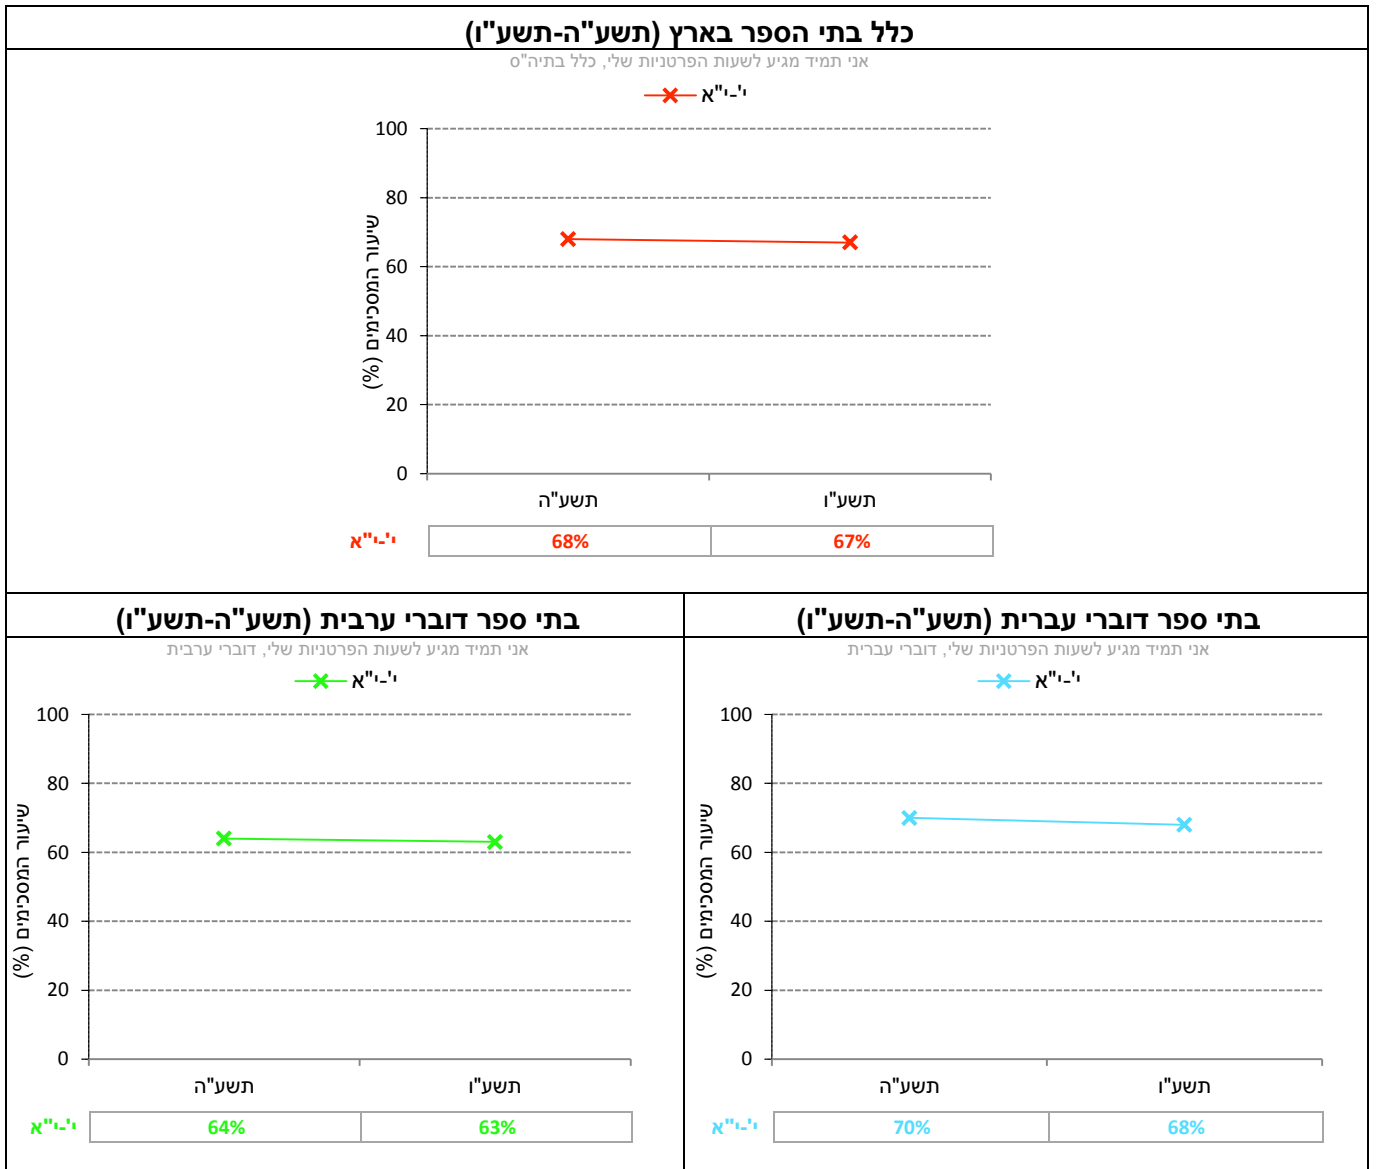 כלל בתי הספר בארץ (תשע"ה-תשע"ו)
אני תמיד מגיע לשעות הפרטניות שלי, כלל בתיה"ס
י'-י"א
שיעור המסכימים (%)
100
80
60
40
20
0
תשע"ה תשע"ו
י'-י"א 68% 67%
בתי ספר דוברי עברית (תשע"ה-תשע"ו)
אני תמיד מגיע לשעות הפרטניות שלי, דוברי עברית
י'-י"א
שיעור המסכימים (%)
100
80
60
40
20
0
תשע"ה תשע"ו
י'-י"א 70% 68%
בתי ספר דוברי ערבית (תשע"ה-תשע"ו)
אני תמיד מגיע לשעות הפרטניות שלי, דוברי ערבית
י'-י"א
שיעור המסכימים (%)
100
80
60
40
20
0
תשע"ה תשע"ו
י'-י"א 64% 63%